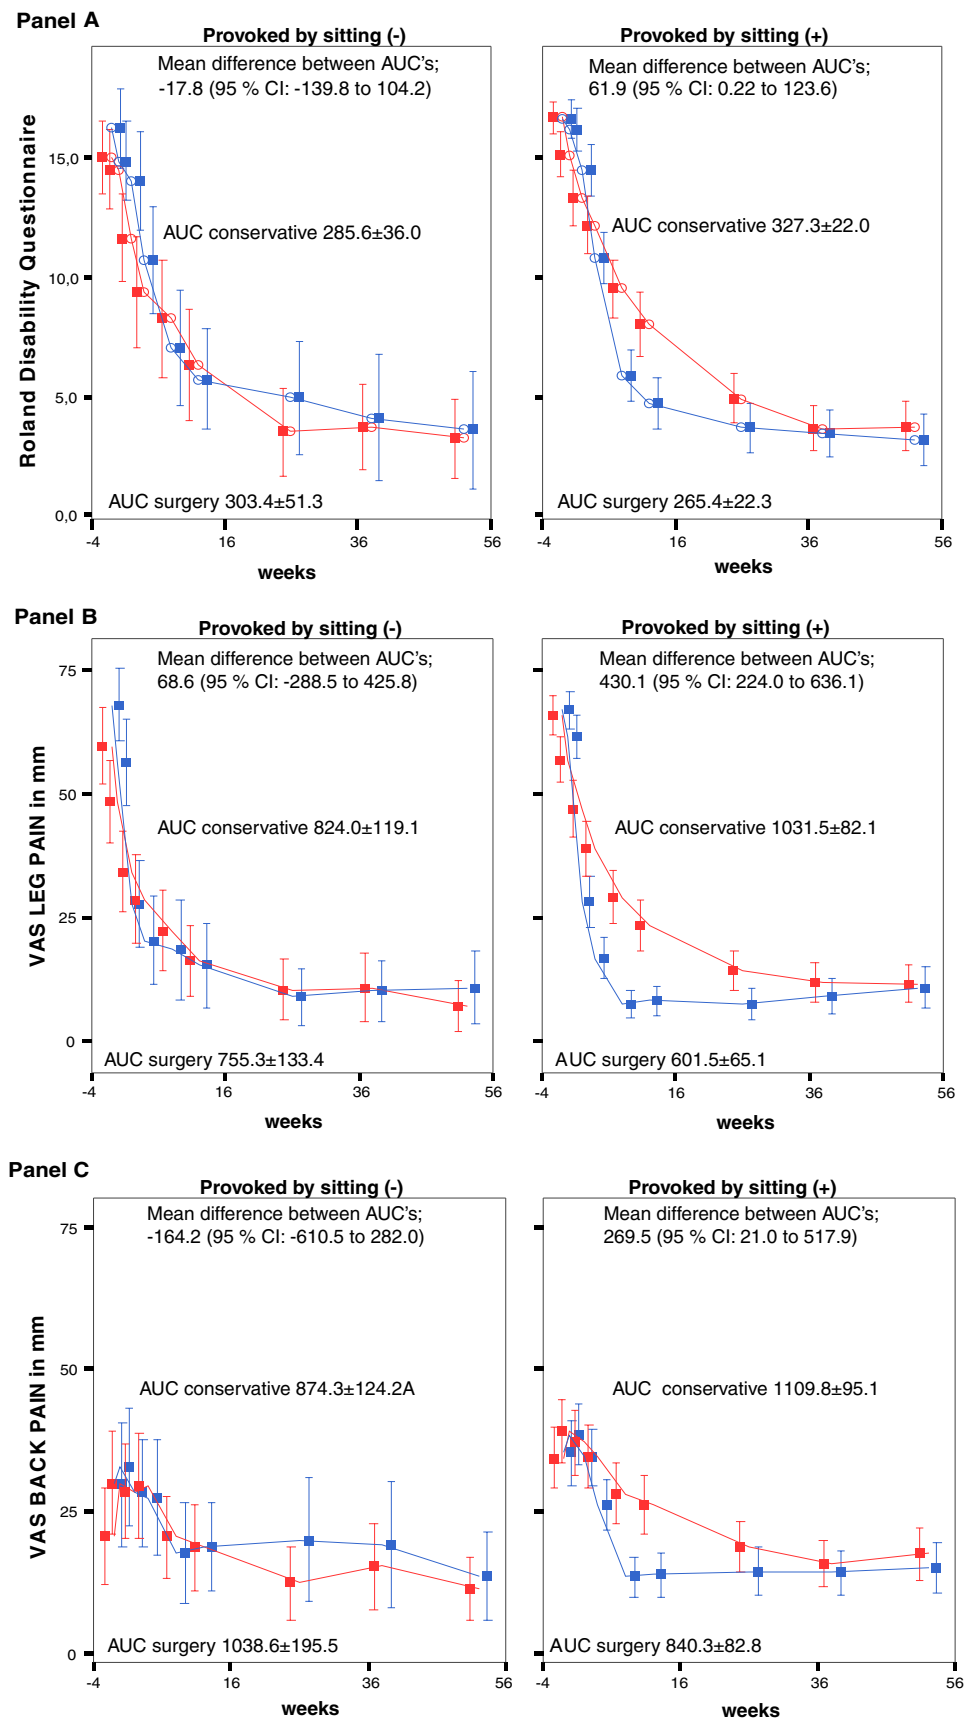 Panel A
Provoked by sitting (-)
Provoked by sitting (+)
Mean difference between AUC's;
-17.8 (95 % CI: -139.8 to 104.2)
Mean difference between AUC's;
61.9 (95 % CI: 0.22 to 123.6)
Roland Disability Questionnaire
15,0
10,0
5,0
0,0
AUC conservative 285.6±36.0
AUC conservative 327.3±22.0
AUC surgery 303.4±51.3
AUC surgery 265.4±22.3
-4 16 36 56
-4 16 36 56
weeks
weeks
Panel B
Provoked by sitting (-)
Provoked by sitting (+)
Mean difference between AUC's;
68.6 (95 % CI: -288.5 to 425.8)
Mean difference between AUC's;
430.1 (95 % CI: 224.0 to 636.1)
VAS LEG PAIN in mm
75
50
25
0
AUC conservative 824.0±119.1
AUC conservative 1031.5±82.1
AUC surgery 755.3±133.4
AUC surgery 601.5±65.1
-4 16 36 56
-4 16 36 56
weeks
weeks
Panel C
Provoked by sitting (-)
Provoked by sitting (+)
Mean difference between AUC's;
-164.2 (95 % CI: -610.5 to 282.0)
Mean difference between AUC's;
269.5 (95 % CI: 21.0 to 517.9)
VAS BACK PAIN in mm
75
50
25
0
AUC conservative 874.3±124.2A
AUC conservative 1109.8±95.1
AUC surgery 1038.6±195.5
AUC surgery 840.3±82.8
-4 16 36 56
-4 16 36 56
weeks
weeks